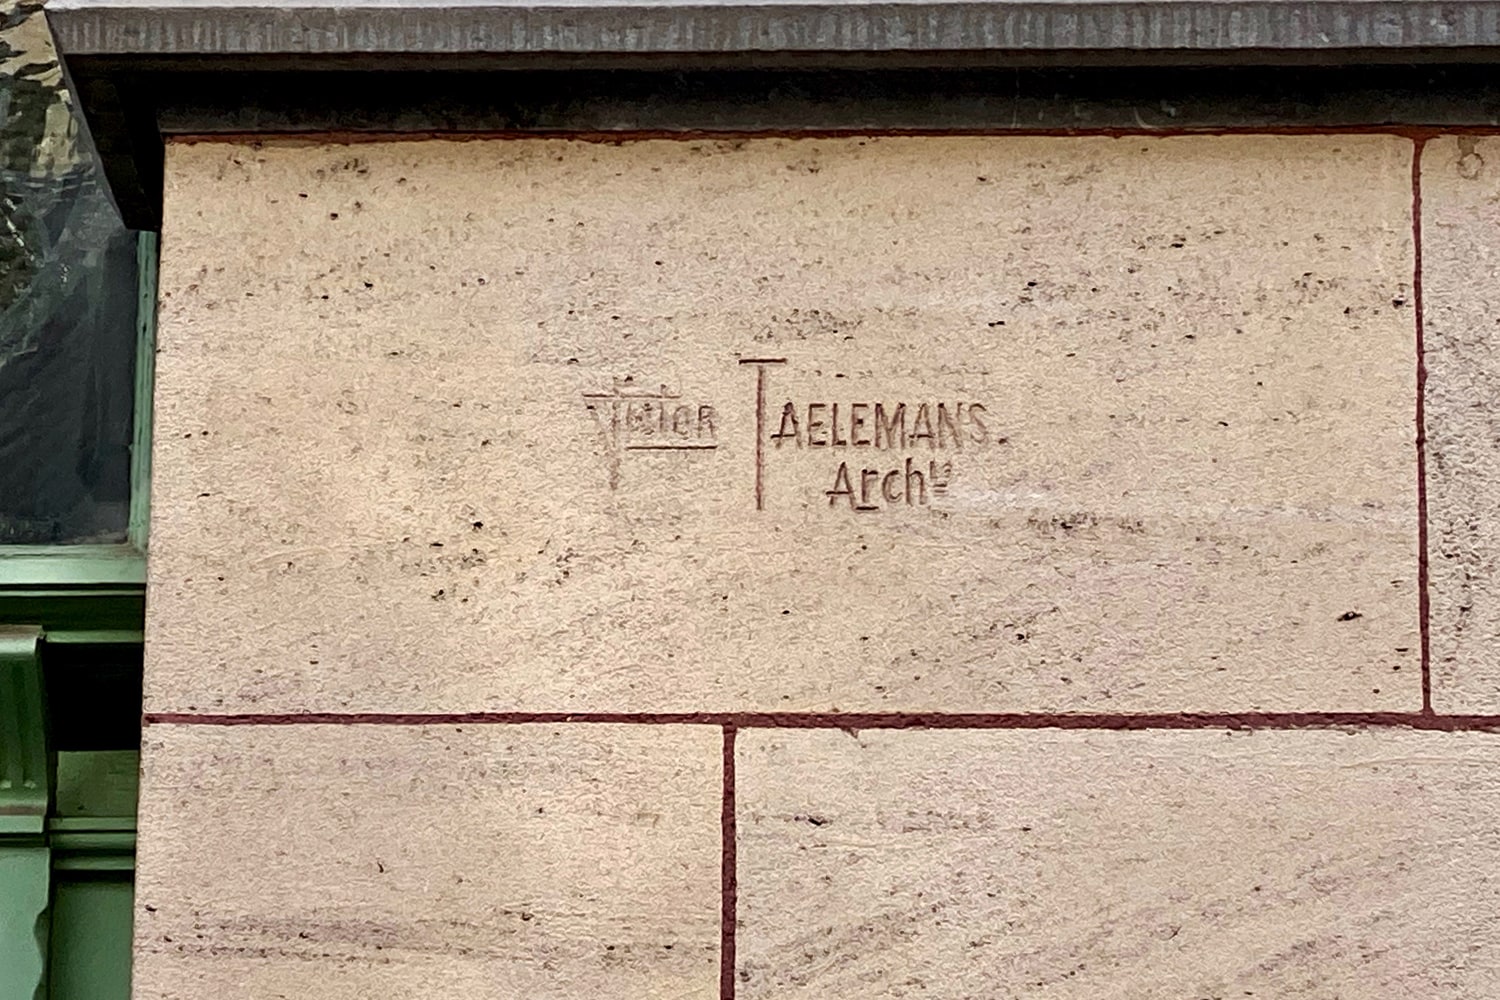 Victor TAELEMANS.
Archte